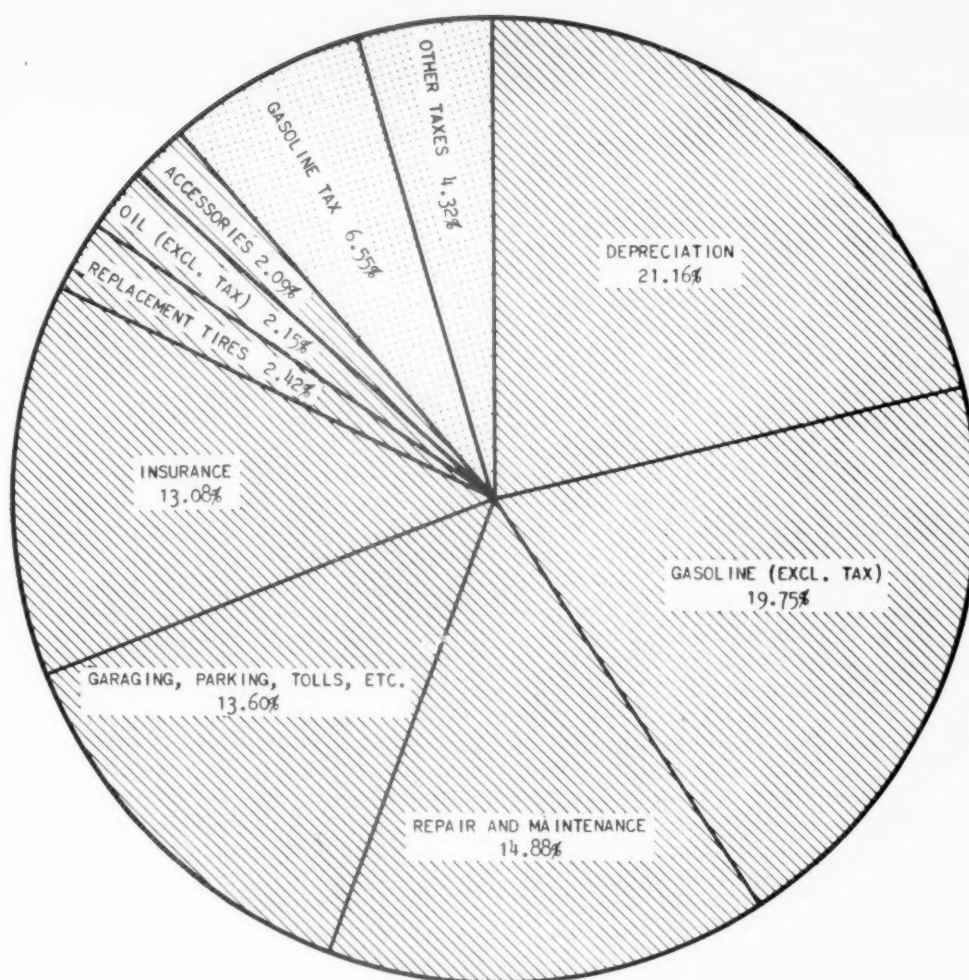 OTHER TAXES 4.32%
DEPRECIATION
21.16%
GASOLINE (EXCL. TAX)
19.75%
REPAIR AND MAINTENANCE
14.88%
GARAGING, PARKING, TOLLS, ETC.
13.60%
INSURANCE
13.08%
REPLACEMENT TIRES 2.42%
OIL (EXCL. TAX) 2.15%
ACCESSORIES 2.09%
GASOLINE TAX 6.55%